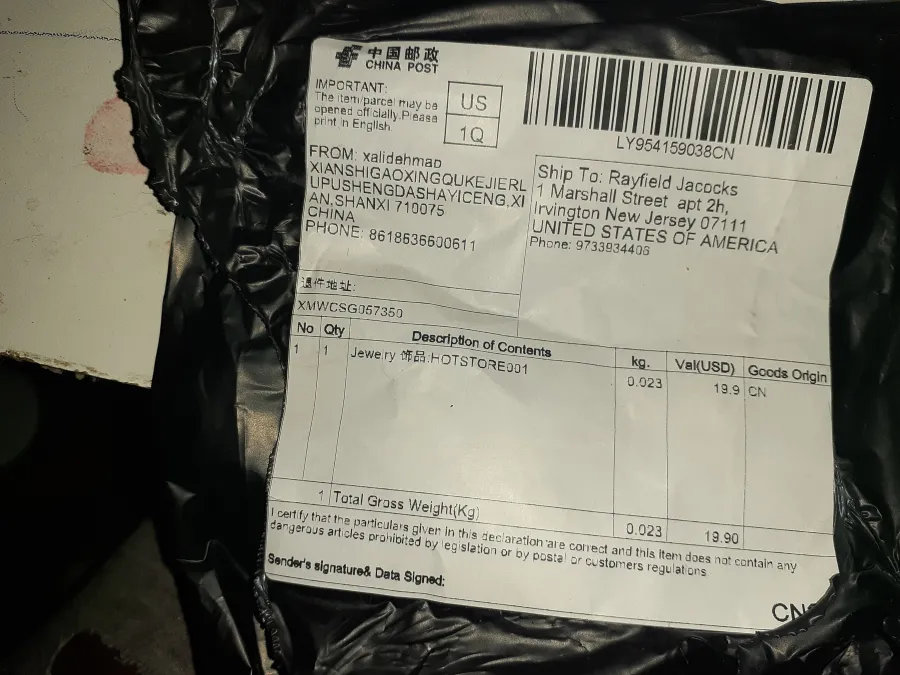 中国邮政
CHINA POST
IMPORTANT:
The item/parcel may be
opened officially.Please
print in English
US
1Q
LY954159038CN
FROM: xalidehmao
XIANSHIGAOXINGQUKEJIERL
UPUSHENGDASHAYICENG,XI
AN,SHANXI 710075
CHINA
PHONE: 8618636600611
Ship To: Rayfield Jacocks
1 Marshall Street apt 2h,
Irvington New Jersey 07111
UNITED STATES OF AMERICA
Phone: 9733934406
退件地址:
XMWCSG057350
No Qty Description of Contents kg. Val(USD) Goods Origin
1 1 Jewelry 饰品:HOTSTORE001 0.023 19.9 CN
1 Total Gross Weight(Kg) 0.023 19.90
I certify that the particulars given in this declaration are correct and this item does not contain any
dangerous articles prohibited by legislation or by postal or customers regulations
Sender's signature& Data Signed: